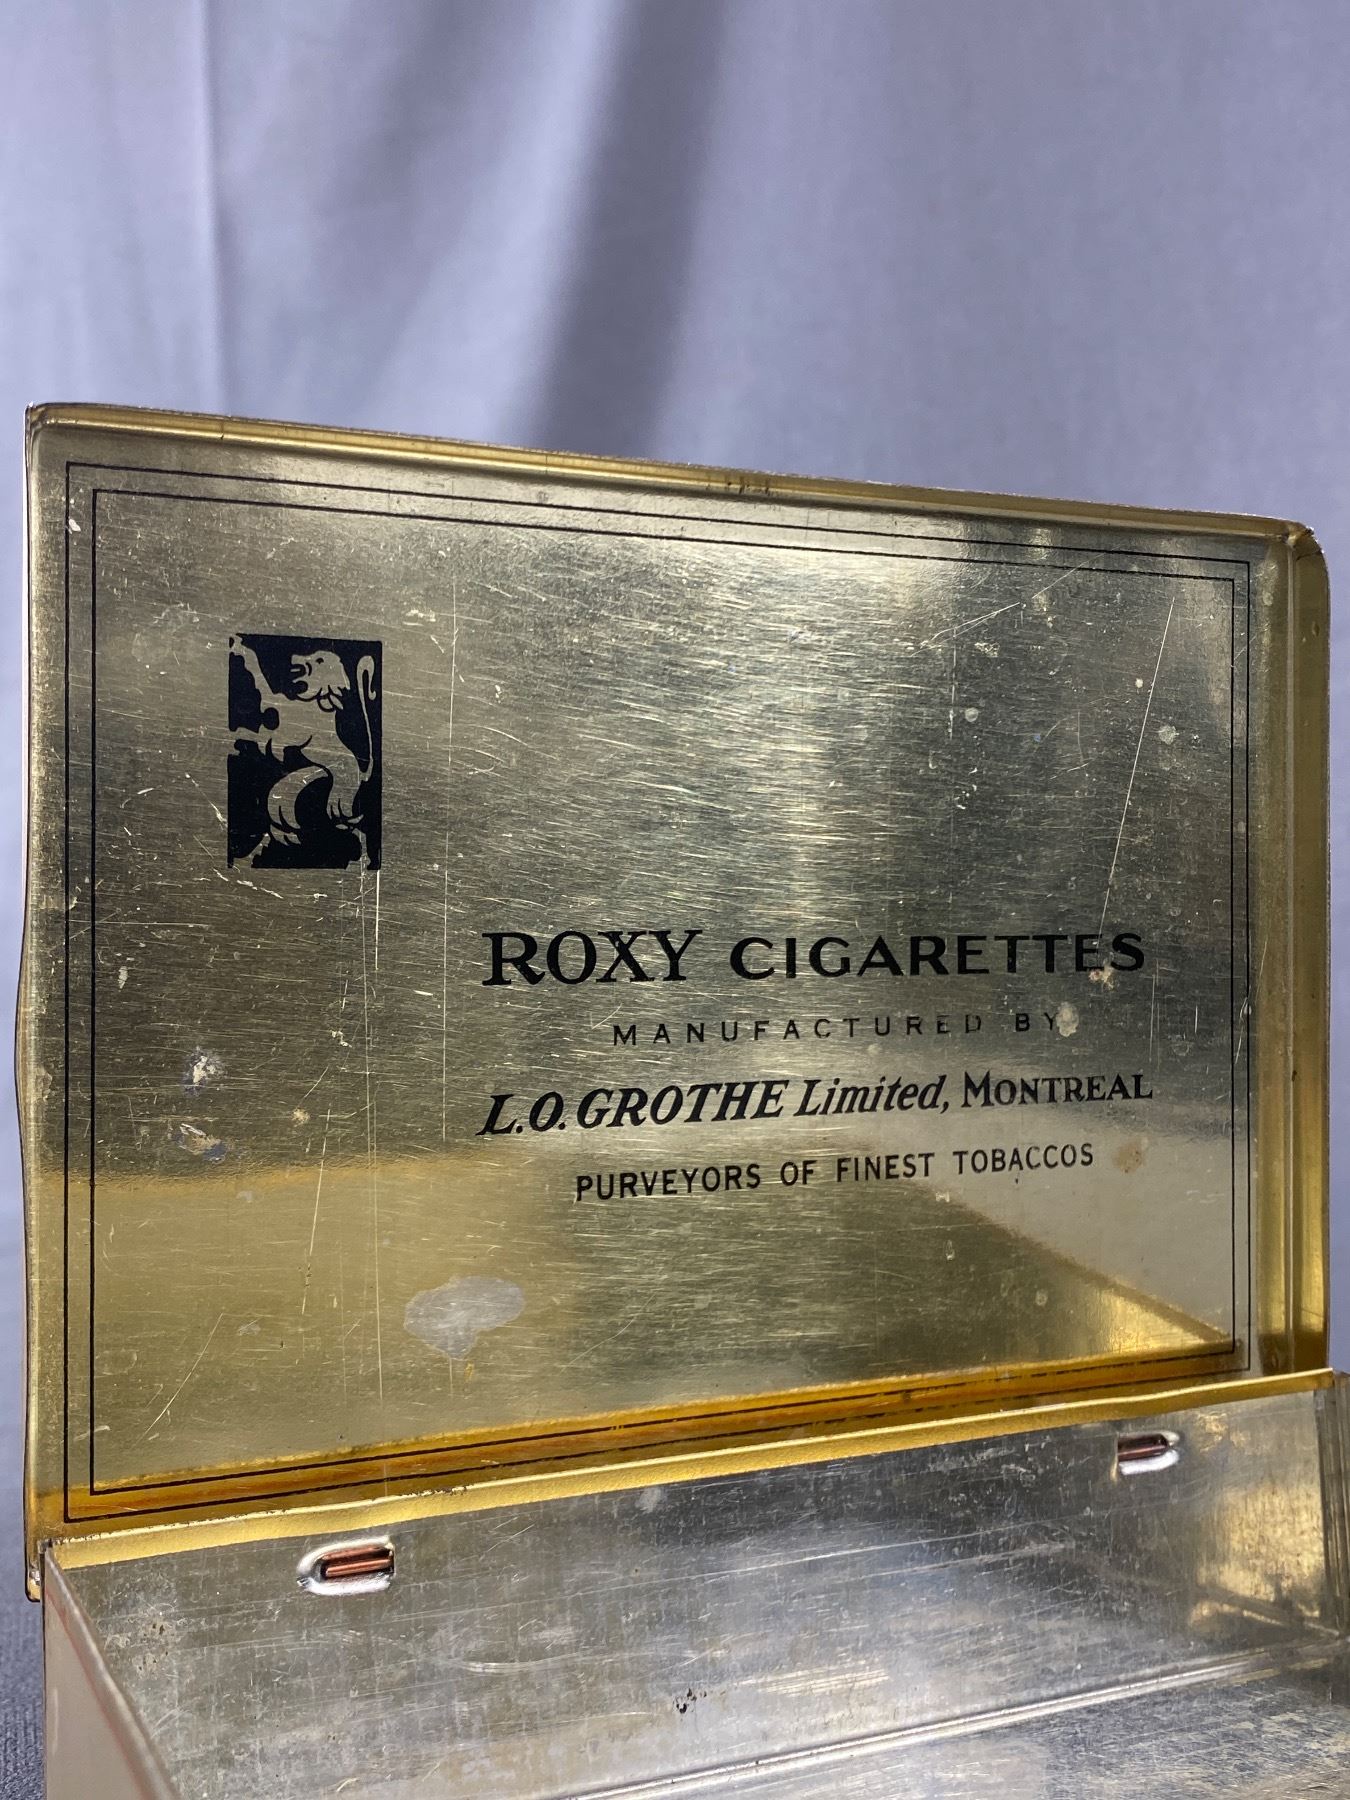 ROXY CIGARETTES
MANUFACTURED BY
L.O. GROTHE Limited, MONTREAL
PURVEYORS OF FINEST TOBACCOS